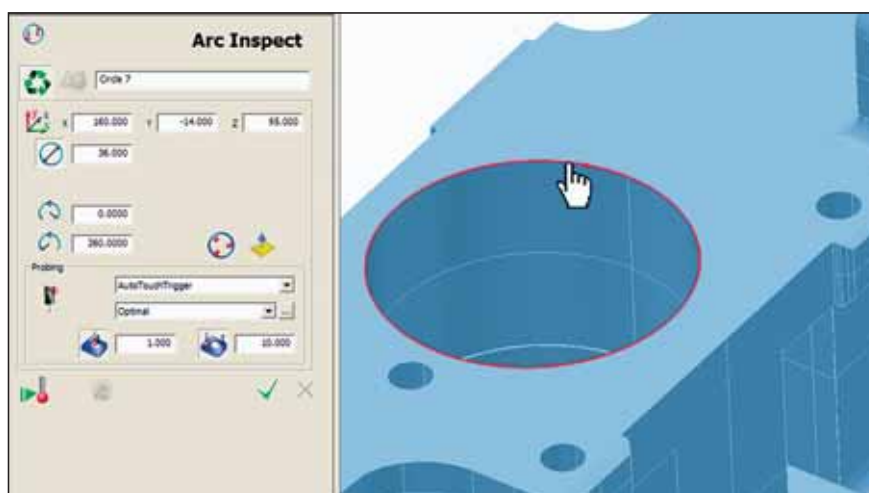 Arc Inspect
Circle 7
X 160.000 Y -14.000 Z 95.000
36.000
0.0000
360.0000
Probing
AutoTouchTrigger
Optimal
1.000 10.000